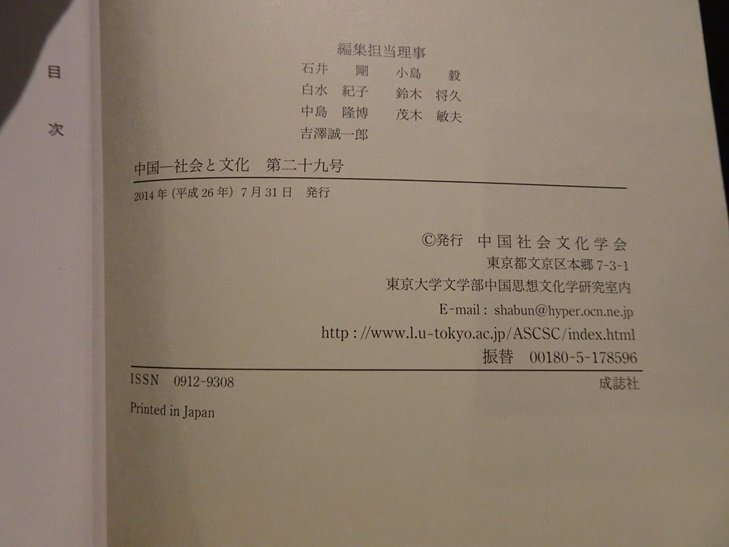 目次
編集担当理事
石井　剛　小島　毅
白水　紀子　鈴木　将久
中島　隆博　茂木　敏夫
吉澤誠一郎
中国―社会と文化　第二十九号
2014年（平成26年）7月31日　発行
©発行　中国社会文化学会
東京都文京区本郷7-3-1
東京大学文学部中国思想文化学研究室内
E-mail: shabun@hyper.ocn.ne.jp
http://www.l.u-tokyo.ac.jp/ASCSC/index.html
振替　00180-5-178596
ISSN　0912-9308　成誌社
Printed in Japan